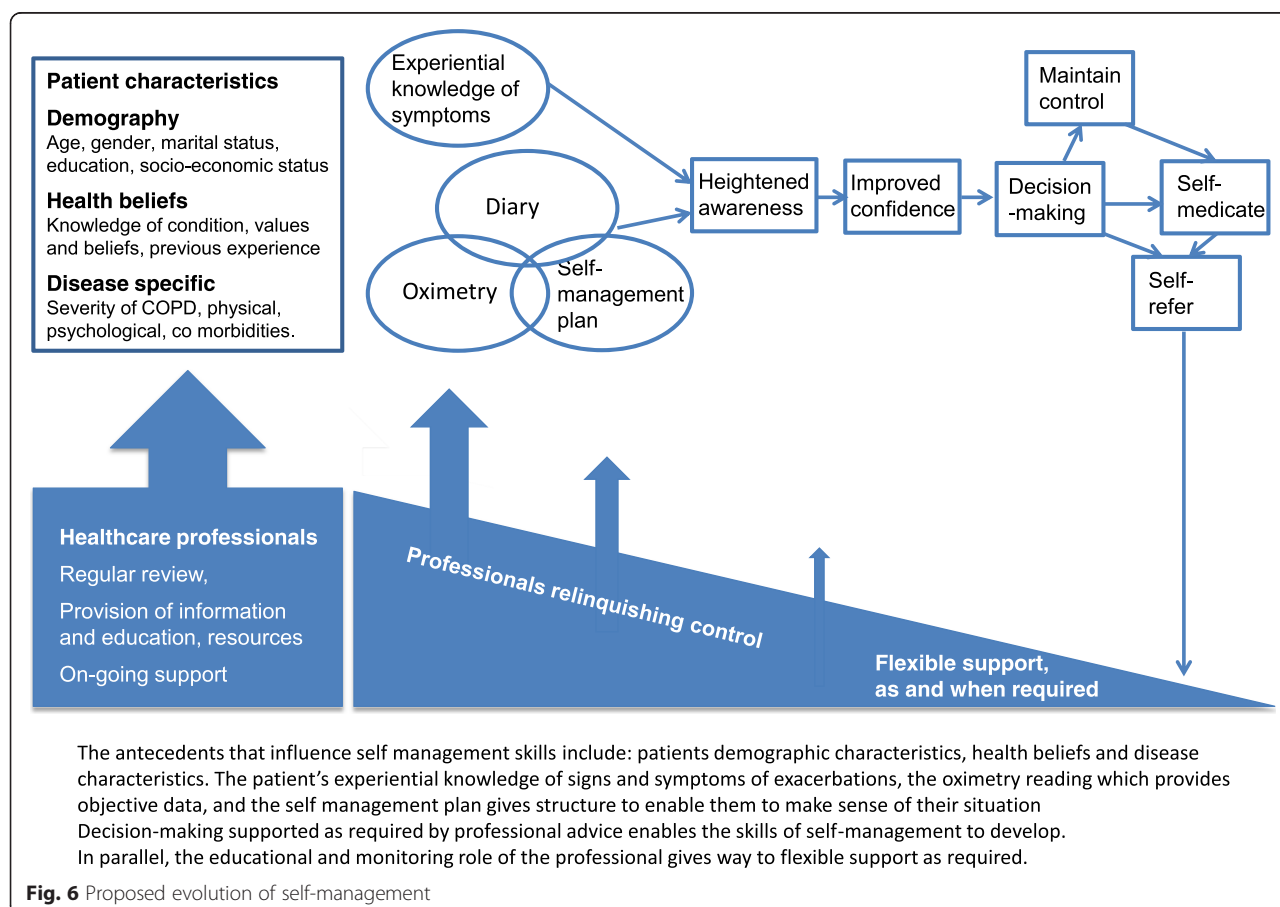 Patient characteristics
Demography
Age, gender, marital status,
education, socio-economic status
Health beliefs
Knowledge of condition, values
and beliefs, previous experience
Disease specific
Severity of COPD, physical,
psychological, co morbidities.
Experiential
knowledge of
symptoms
Diary
Oximetry
Self-
management
plan
Heightened
awareness
Improved
confidence
Decision
-making
Maintain
control
Self-
medicate
Self-
refer
Healthcare professionals
Regular review,
Provision of information
and education, resources
On-going support
Professionals relinquishing control
Flexible support,
as and when required
The antecedents that influence self management skills include: patients demographic characteristics, health beliefs and disease
characteristics. The patient’s experiential knowledge of signs and symptoms of exacerbations, the oximetry reading which provides
objective data, and the self management plan gives structure to enable them to make sense of their situation
Decision-making supported as required by professional advice enables the skills of self-management to develop.
In parallel, the educational and monitoring role of the professional gives way to flexible support as required.
Fig. 6 Proposed evolution of self-management